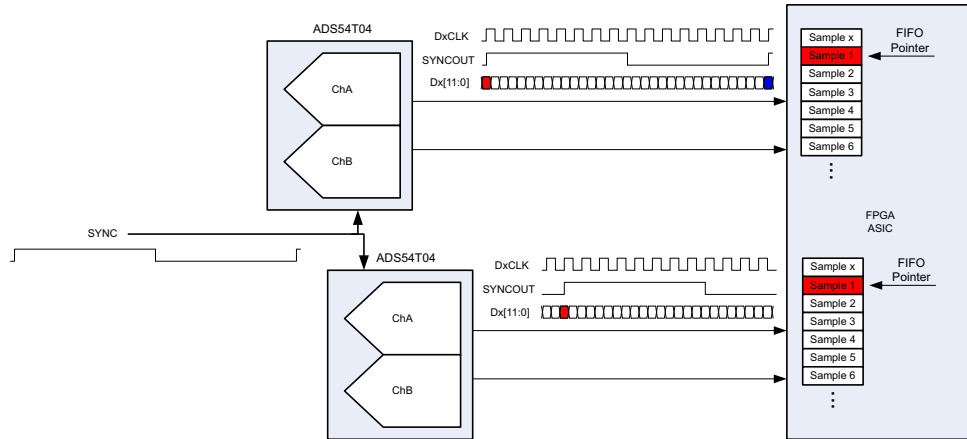 ADS54T04
ChA
ChB
DxCLK
SYNCOUT
Dx[11:0]
Sample x
Sample 1
Sample 2
Sample 3
Sample 4
Sample 5
Sample 6
FIFO
Pointer
SYNC
FPGA
ASIC
ADS54T04
ChA
ChB
DxCLK
SYNCOUT
Dx[11:0]
Sample x
Sample 1
Sample 2
Sample 3
Sample 4
Sample 5
Sample 6
FIFO
Pointer